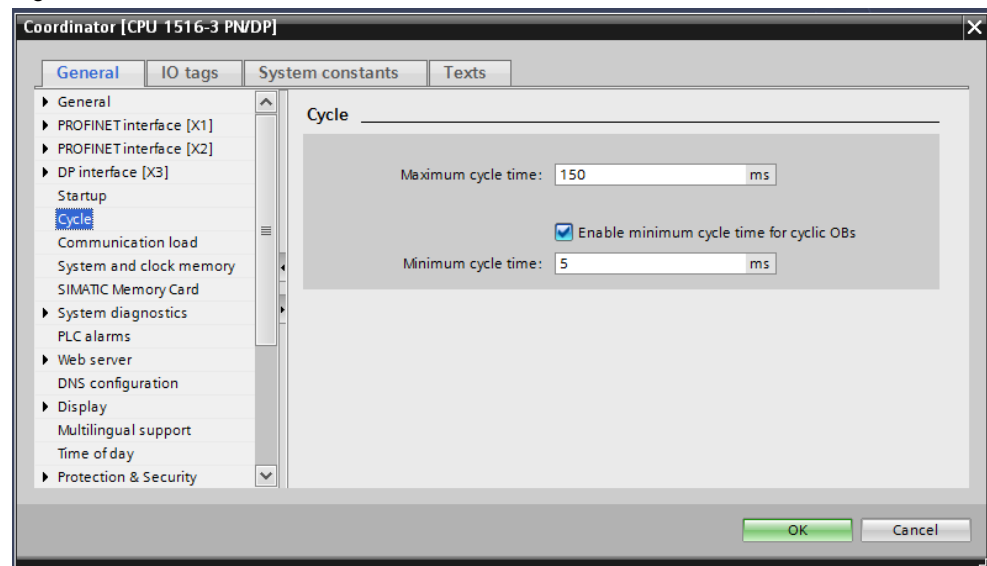 Coordinator [CPU 1516-3 PN/DP]
General IO tags System constants Texts
General
PROFINET interface [X1]
PROFINET interface [X2]
DP interface [X3]
Startup
Cycle
Communication load
System and clock memory
SIMATIC Memory Card
System diagnostics
PLC alarms
Web server
DNS configuration
Display
Multilingual support
Time of day
Protection & Security
Cycle
Maximum cycle time: 150 ms
Enable minimum cycle time for cyclic OBs
Minimum cycle time: 5 ms
OK Cancel